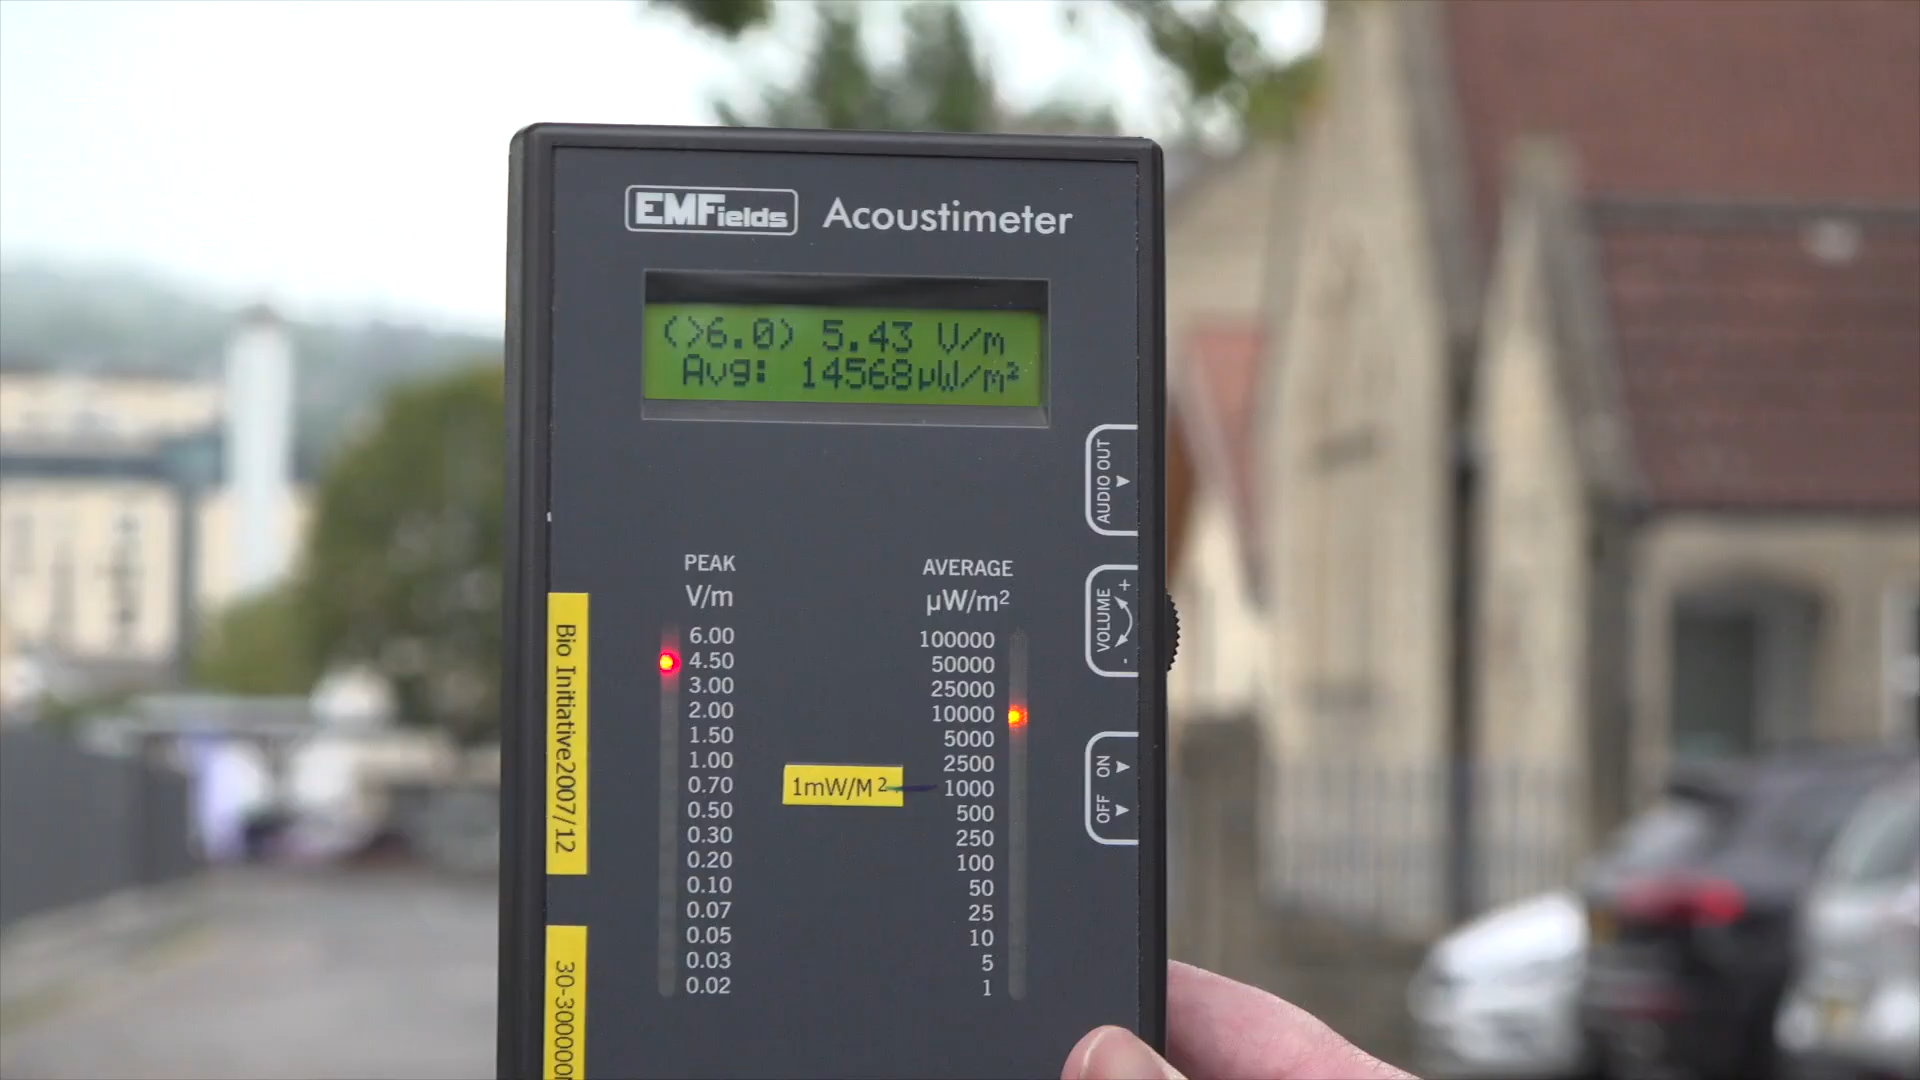 EMFields Acoustimeter
(>6.0) 5.43 V/m
Avg: 14568µW/m²
AUDIO OUT
VOLUME
- +
OFF ON
PEAK
V/m
6.00
4.50
3.00
2.00
1.50
1.00
0.70
0.50
0.30
0.20
0.10
0.07
0.05
0.03
0.02
AVERAGE
µW/m²
100000
50000
25000
10000
5000
2500
1000
500
250
100
50
25
10
5
1
1mW/M²
Bio Initiative2007/12